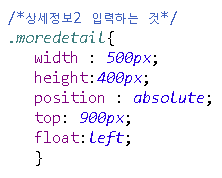 /*상세정보2 입력하는 것*/
.moredetail{
width : 500px;
height:400px;
position : absolute;
top: 900px;
float:left;
}